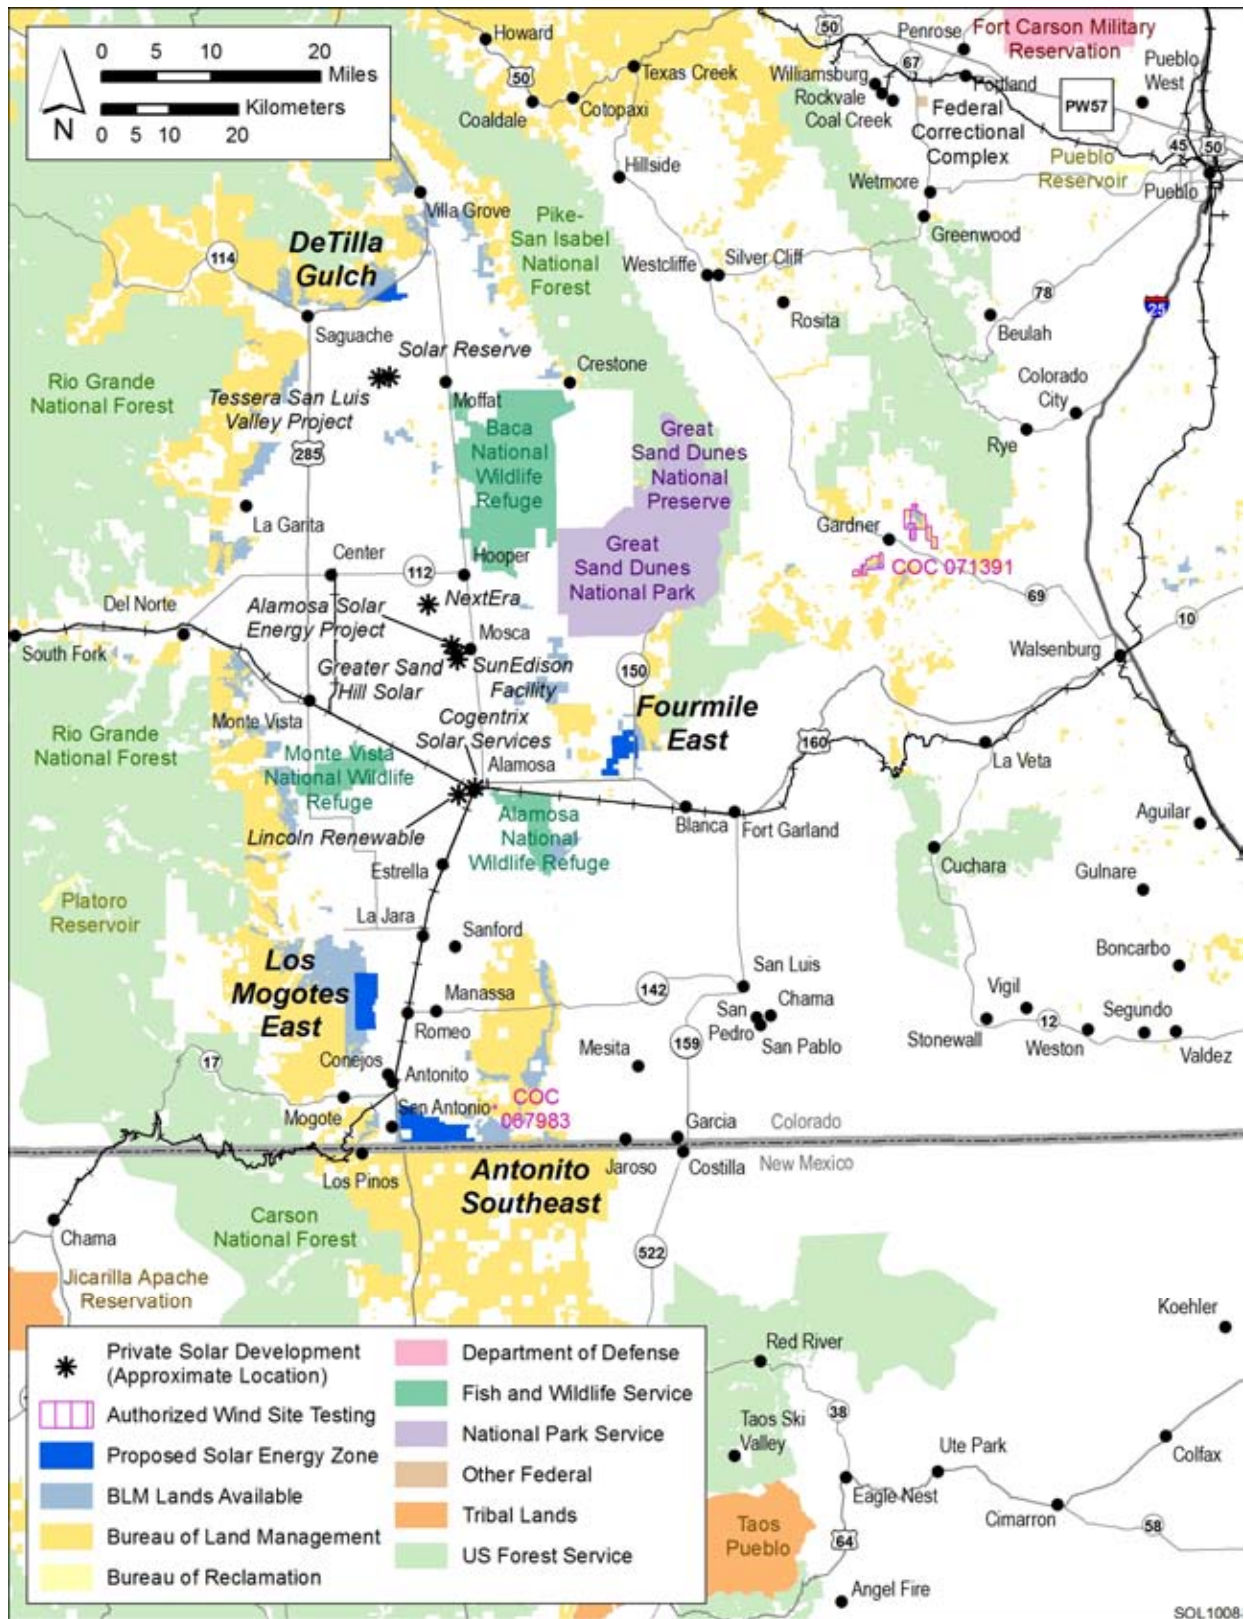 0 10 20
Miles
Kilometers
0 5 10 20
N
Howard
50
Texas Creek
Cotopaxi
Coaldale
Hillside
Villa Grove
50
Penrose
67
Fort Carson Military
Reservation
Williamsburg
Rockvale
Coal Creek
Portland
Federal
Correctional
Complex
Pueblo
West
PW57
45
50
Pueblo
Reservoir
Pueblo
Wetmore
Greenwood
DeTilla
Gulch
114
Pike-
San Isabel
National
Forest
Westcliffe
Silver Cliff
Rosita
78
Beulah
25
Saguache
Solar Reserve
Crestone
Rio Grande
National Forest
Tessera San Luis
Valley Project
Moffat
Colorado
City
Rye
285
Baca
National
Wildlife
Refuge
Great
Sand Dunes
National
Preserve
La Garita
Gardner
COC 071391
Center
112
Hooper
Great
Sand Dunes
National Park
69
10
Del Norte
NextEra
Alamosa Solar
Energy Project
Mosca
South Fork
Greater Sand
Hill Solar
SunEdison
Facility
150
Walsenburg
Monte Vista
Cogentrix
Solar Services
Fourmile
East
160
La Veta
Rio Grande
National Forest
Monte Vista
National Wildlife
Refuge
Alamosa
Lincoln Renewable
Alamosa
National
Wildlife Refuge
Blanca
Fort Garland
Aguilar
Estrella
Cuchara
Gulnare
Platoro
Reservoir
La Jara
Sanford
Boncarbo
Los
Mogotes
East
San Luis
142
Manassa
Romeo
San
Pedro
Chama
San Pablo
Vigil
Segundo
Stonewall
12
Weston
Valdez
Conejos
Mesita
159
17
Antonito
Mogote
San Antonio
COC
067983
Garcia
Colorado
Los Pinos
Antonito
Southeast
Jaroso
Costilla
New Mexico
Chama
Carson
National Forest
522
Jicarilla Apache
Reservation
Koehler
Red River
38
Taos Ski
Valley
Ute Park
Colfax
Eagle Nest
Cimarron
58
Taos
Pueblo
64
Angel Fire
Private Solar Development
(Approximate Location)
Authorized Wind Site Testing
Proposed Solar Energy Zone
BLM Lands Available
Bureau of Land Management
Bureau of Reclamation
Department of Defense
Fish and Wildlife Service
National Park Service
Other Federal
Tribal Lands
US Forest Service
SOL1008